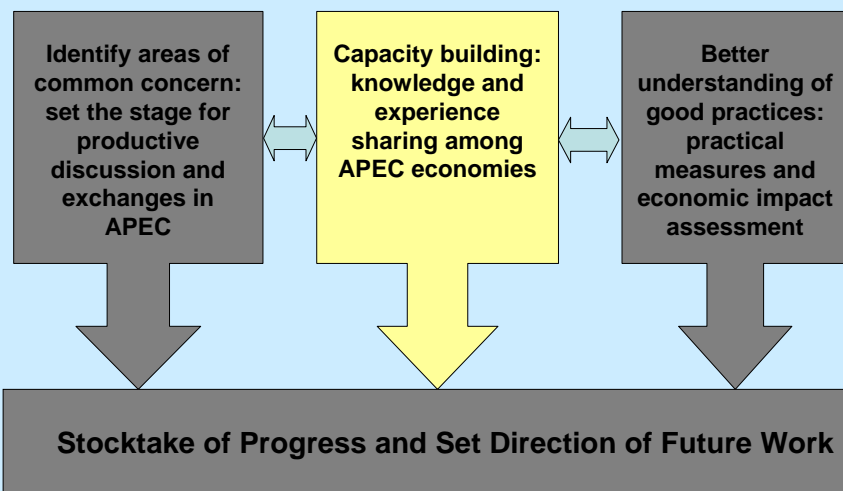 Identify areas of
common concern:
set the stage for
productive
discussion and
exchanges in
APEC
Capacity building:
knowledge and
experience
sharing among
APEC economies
Better
understanding of
good practices:
practical
measures and
economic impact
assessment
Stocktake of Progress and Set Direction of Future Work